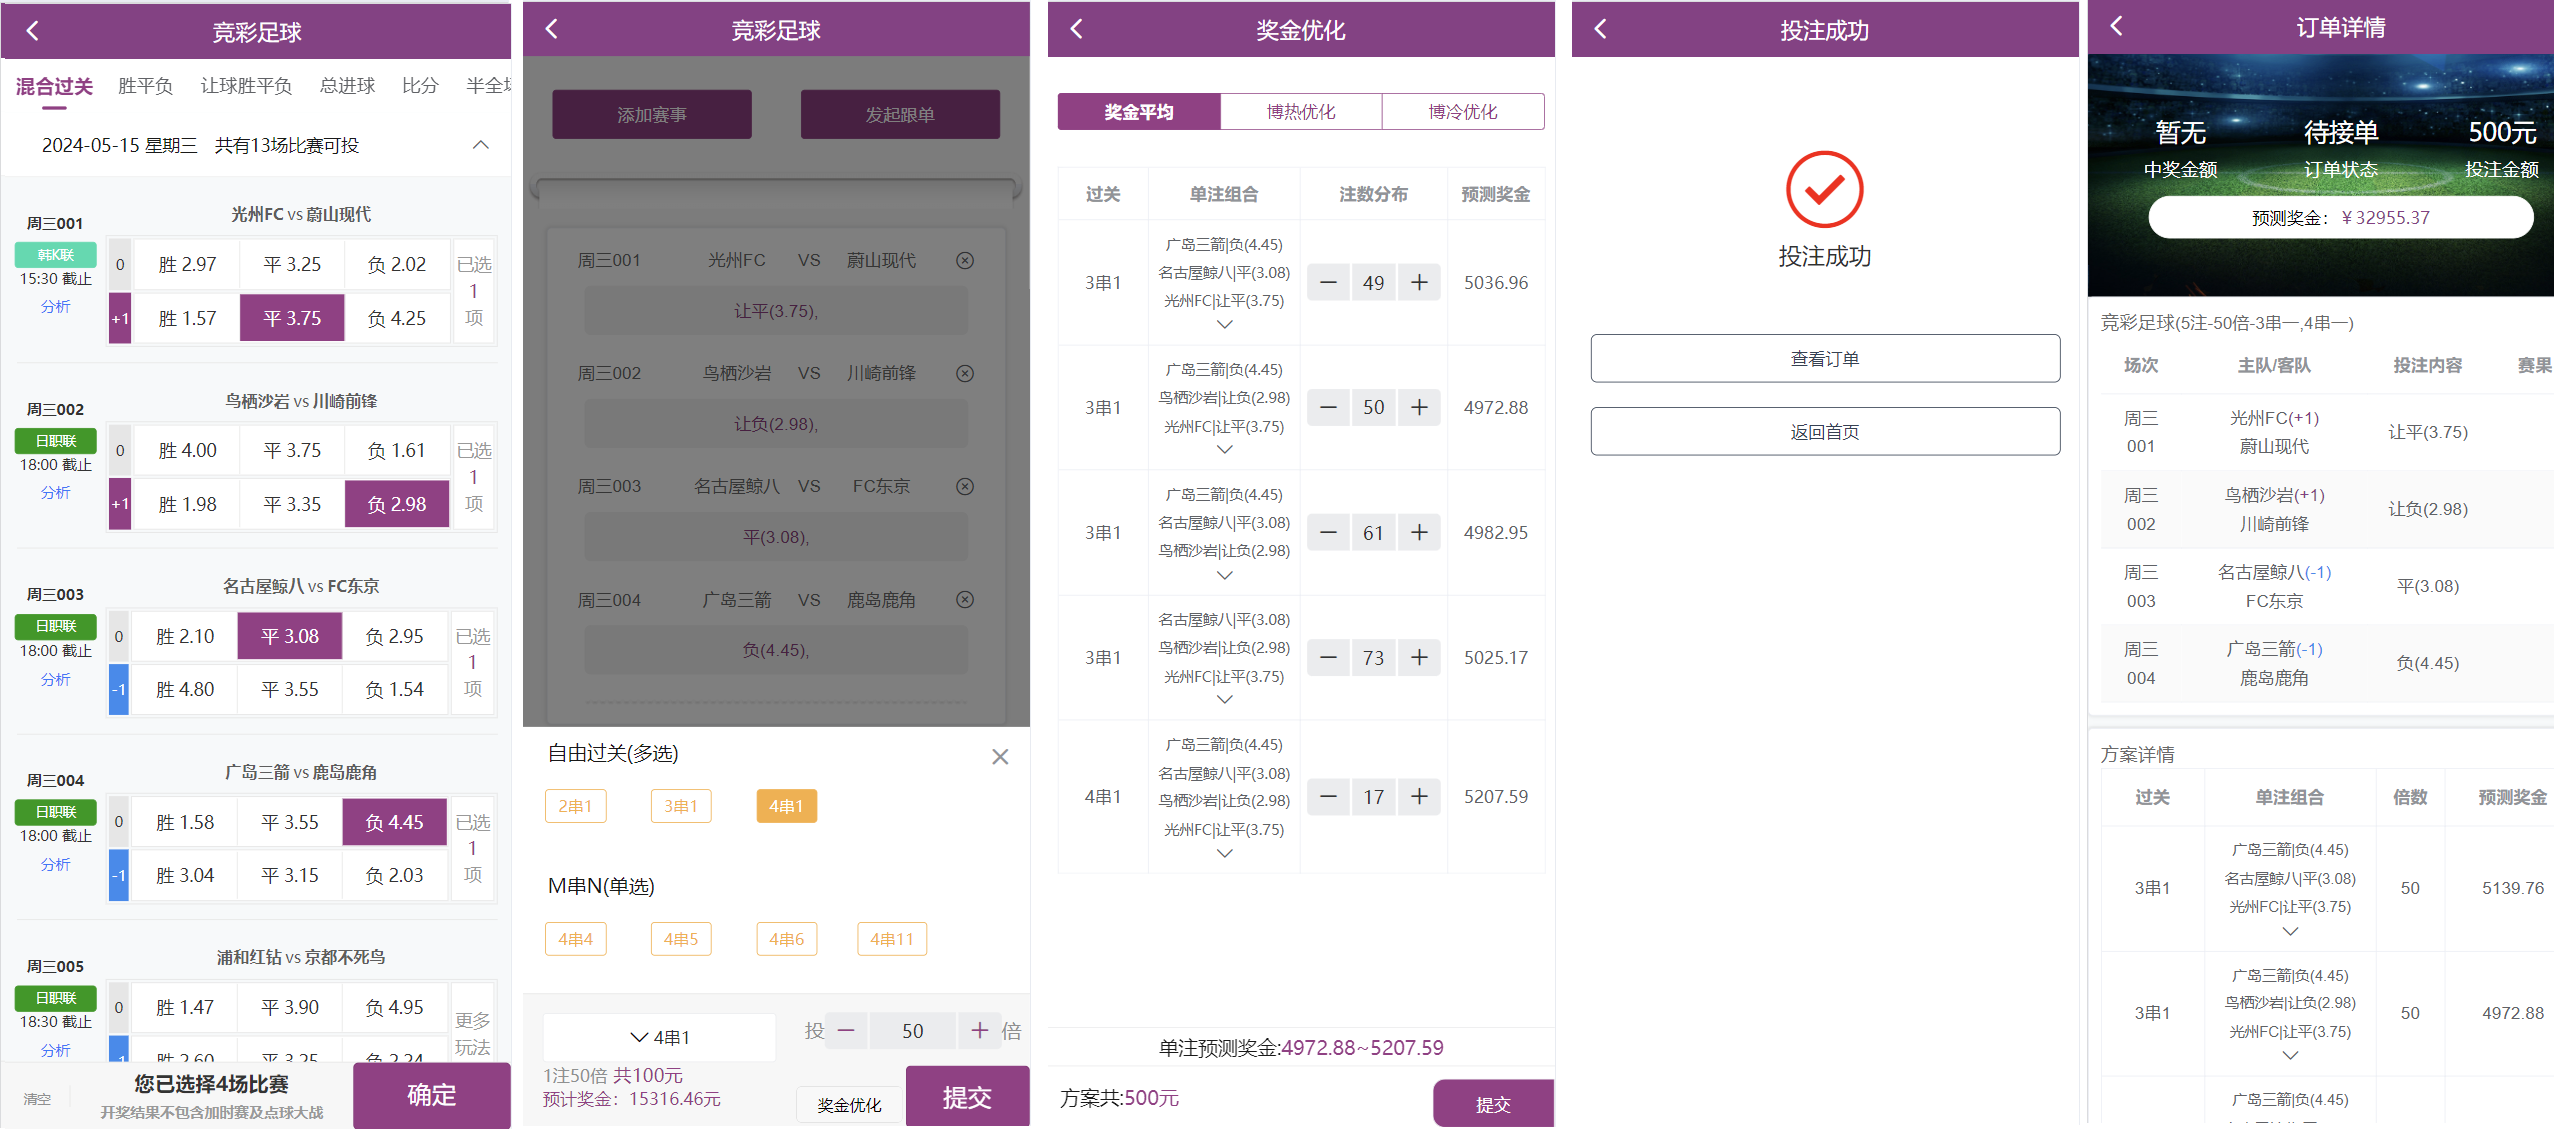 竞彩足球
混合过关 胜平负 让球胜平负 总进球 比分 半全场
2024-05-15 星期三 共有13场比赛可投
光州FC vs 蔚山现代
周三001
韩K联
15:30 截止
分析
0 胜 2.97 平 3.25 负 2.02
+1 胜 1.57 平 3.75 负 4.25
已选
1
项
鸟栖沙岩 vs 川崎前锋
周三002
日职联
18:00 截止
分析
0 胜 4.00 平 3.75 负 1.61
+1 胜 1.98 平 3.35 负 2.98
已选
1
项
名古屋鲸八 vs FC东京
周三003
日职联
18:00 截止
分析
0 胜 2.10 平 3.08 负 2.95
-1 胜 4.80 平 3.55 负 1.54
已选
1
项
广岛三箭 vs 鹿岛鹿角
周三004
日职联
18:00 截止
分析
0 胜 1.58 平 3.55 负 4.45
-1 胜 3.04 平 3.15 负 2.03
已选
1
项
浦和红钻 vs 京都不死鸟
周三005
日职联
18:30 截止
分析
0 胜 1.47 平 3.90 负 4.95
-1 胜 2.60 平 3.25 负 2.24
更多
玩法
清空
您已选择4场比赛
开奖结果不包含加时赛及点球大战
确定
竞彩足球
添加赛事 发起跟单
周三001 光州FC VS 蔚山现代
让平(3.75),
周三002 鸟栖沙岩 VS 川崎前锋
让负(2.98),
周三003 名古屋鲸八 VS FC东京
平(3.08),
周三004 广岛三箭 VS 鹿岛鹿角
负(4.45),
自由过关(多选)
2串1 3串1 4串1
M串N(单选)
4串4 4串5 4串6 4串11
4串1 投 − 50 + 倍
1注50倍 共100元
预计奖金：15316.46元
奖金优化
提交
奖金优化
奖金平均 博热优化 博冷优化
过关 单注组合 注数分布 预测奖金
3串1
广岛三箭|负(4.45)
名古屋鲸八|平(3.08)
光州FC|让平(3.75)
− 49 + 5036.96
3串1
广岛三箭|负(4.45)
鸟栖沙岩|让负(2.98)
光州FC|让平(3.75)
− 50 + 4972.88
3串1
广岛三箭|负(4.45)
名古屋鲸八|平(3.08)
鸟栖沙岩|让负(2.98)
− 61 + 4982.95
3串1
名古屋鲸八|平(3.08)
鸟栖沙岩|让负(2.98)
光州FC|让平(3.75)
− 73 + 5025.17
4串1
广岛三箭|负(4.45)
名古屋鲸八|平(3.08)
鸟栖沙岩|让负(2.98)
光州FC|让平(3.75)
− 17 + 5207.59
单注预测奖金:4972.88~5207.59
方案共:500元
提交
投注成功
投注成功
查看订单
返回首页
订单详情
暂无 待接单 500元
中奖金额 订单状态 投注金额
预测奖金：￥32955.37
竞彩足球(5注-50倍-3串一,4串一)
场次 主队/客队 投注内容 赛果
周三
001
光州FC(+1)
蔚山现代
让平(3.75)
周三
002
鸟栖沙岩(+1)
川崎前锋
让负(2.98)
周三
003
名古屋鲸八(-1)
FC东京
平(3.08)
周三
004
广岛三箭(-1)
鹿岛鹿角
负(4.45)
方案详情
过关 单注组合 倍数 预测奖金
3串1
广岛三箭|负(4.45)
名古屋鲸八|平(3.08)
光州FC|让平(3.75)
50 5139.76
3串1
广岛三箭|负(4.45)
鸟栖沙岩|让负(2.98)
光州FC|让平(3.75)
50 4972.88
广岛三箭|负(4.45)